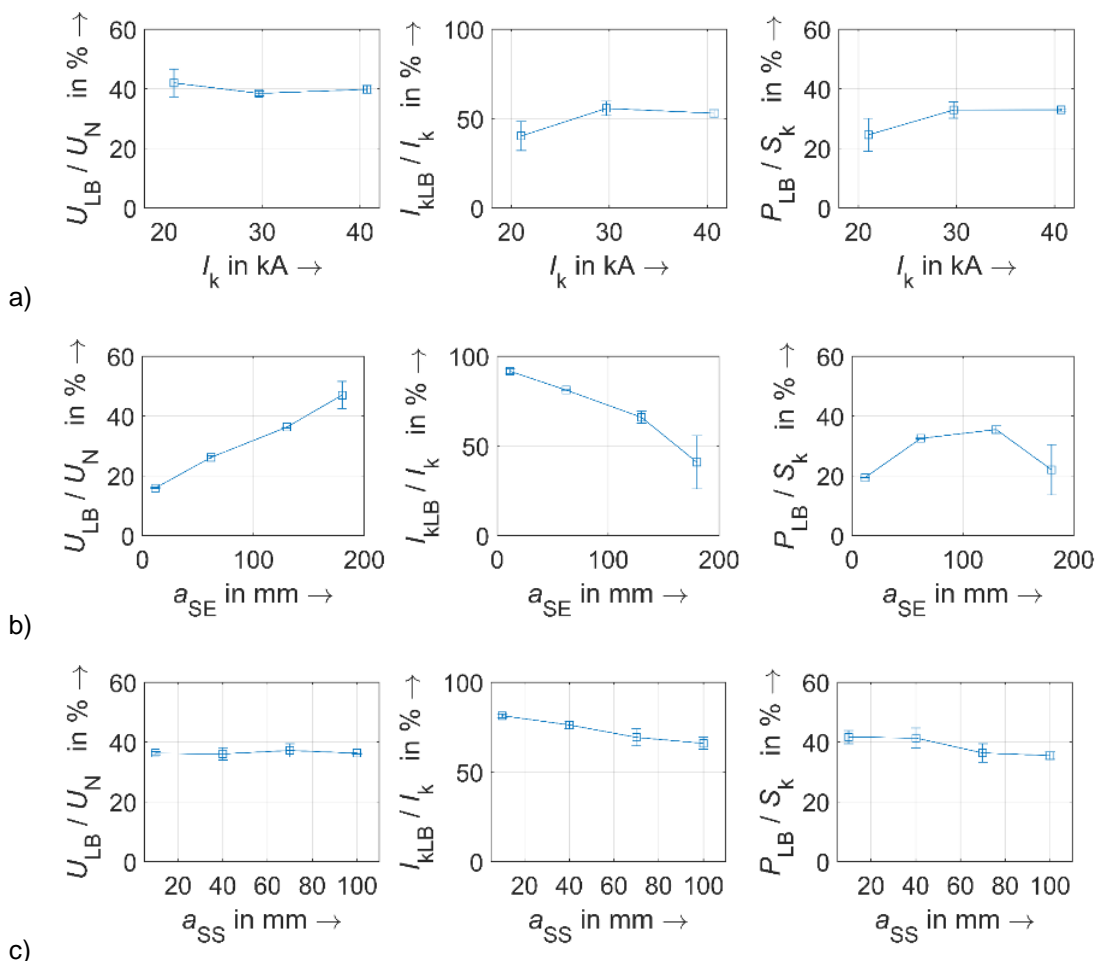 U_LB / U_N in % →
60
40
20
0
20 30 40
I_k in kA →
I_kLB / I_k in % →
100
50
0
20 30 40
I_k in kA →
P_LB / S_k in % →
60
40
20
0
20 30 40
I_k in kA →
a)
U_LB / U_N in % →
60
40
20
0
0 100 200
a_SE in mm →
I_kLB / I_k in % →
100
50
0
0 100 200
a_SE in mm →
P_LB / S_k in % →
60
40
20
0
0 100 200
a_SE in mm →
b)
U_LB / U_N in % →
60
40
20
0
20 40 60 80 100
a_SS in mm →
I_kLB / I_k in % →
100
50
0
20 40 60 80 100
a_SS in mm →
P_LB / S_k in % →
60
40
20
0
20 40 60 80 100
a_SS in mm →
c)